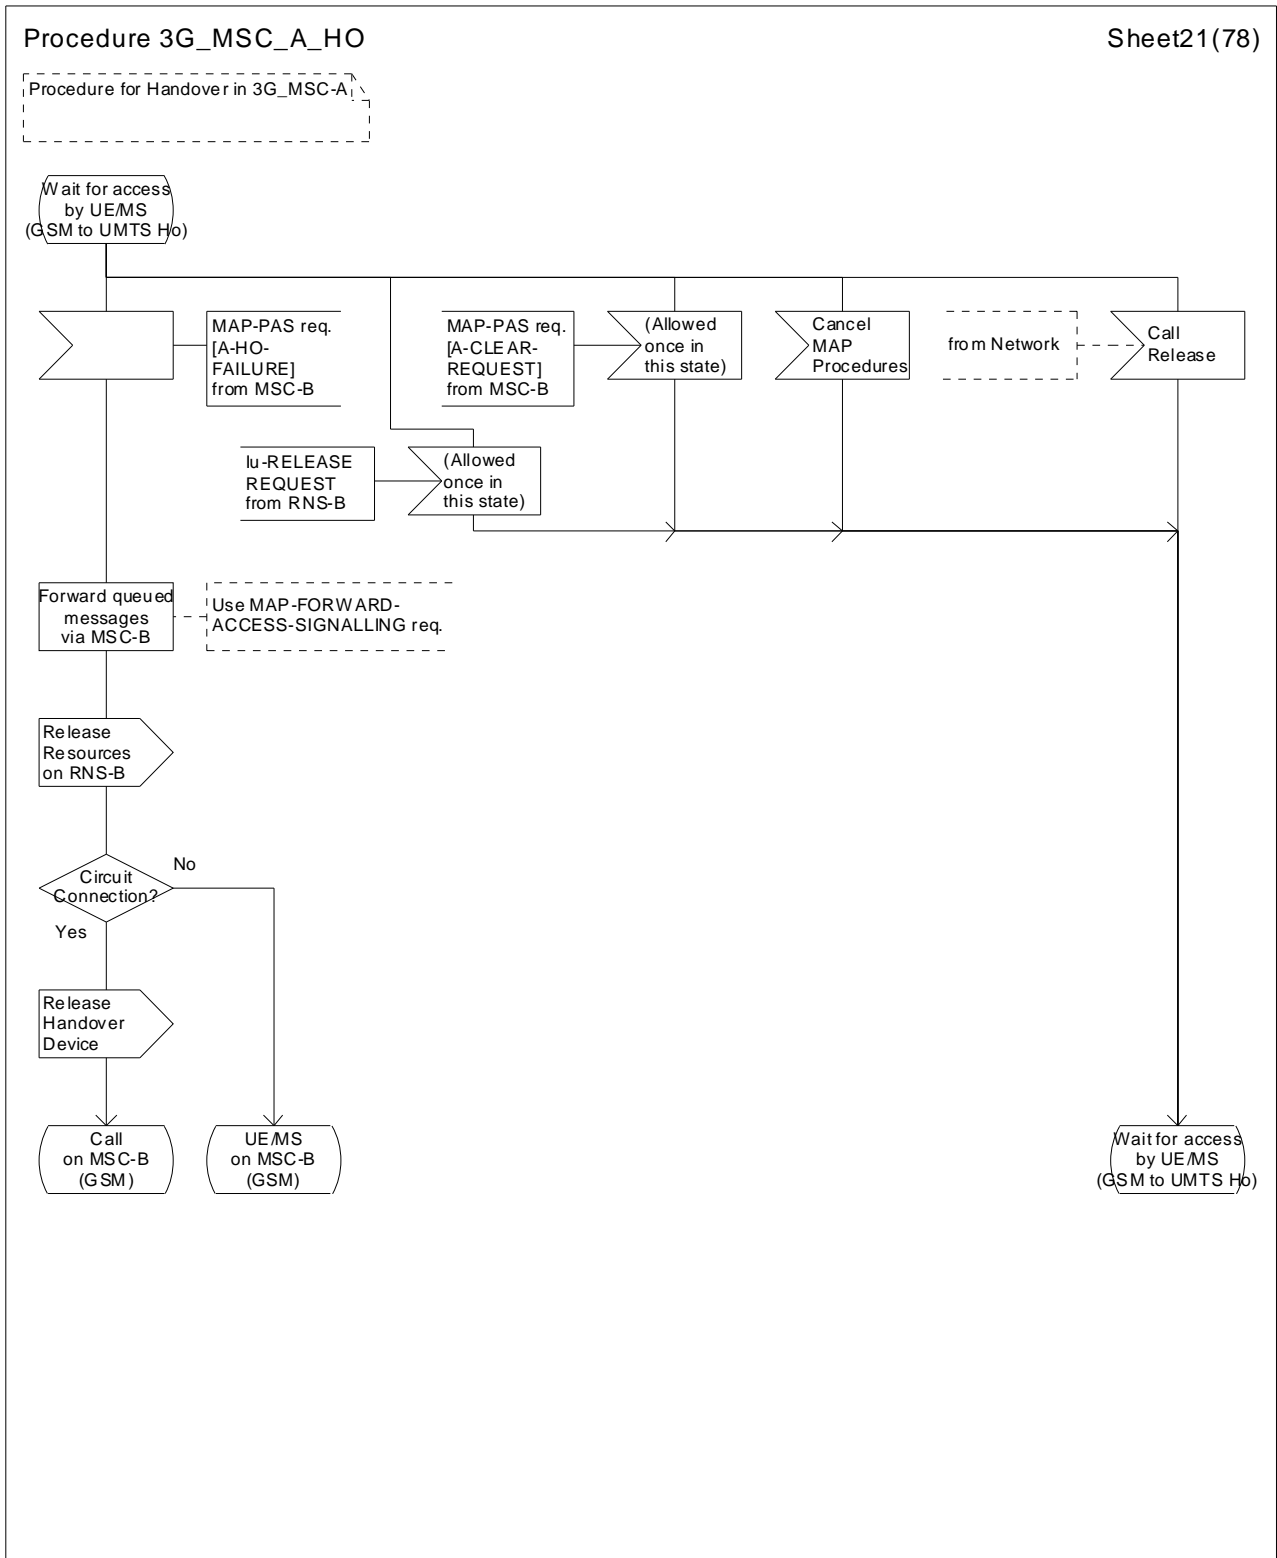 Procedure 3G_MSC_A_HO
Sheet21(78)
Procedure for Handover in 3G_MSC-A
Wait for access
by UE/MS
(GSM to UMTS Ho)
MAP-PAS req.
[A-HO-
FAILURE]
from MSC-B
MAP-PAS req.
[A-CLEAR-
REQUEST]
from MSC-B
(Allowed
once in
this state)
Cancel
MAP
Procedures
from Network
Call
Release
Iu-RELEASE
REQUEST
from RNS-B
(Allowed
once in
this state)
Forward queued
messages
via MSC-B
Use MAP-FORWARD-
ACCESS-SIGNALLING req.
Release
Resources
on RNS-B
Circuit
Connection?
No
Yes
Release
Handover
Device
Call
on MSC-B
(GSM)
UE/MS
on MSC-B
(GSM)
Wait for access
by UE/MS
(GSM to UMTS Ho)